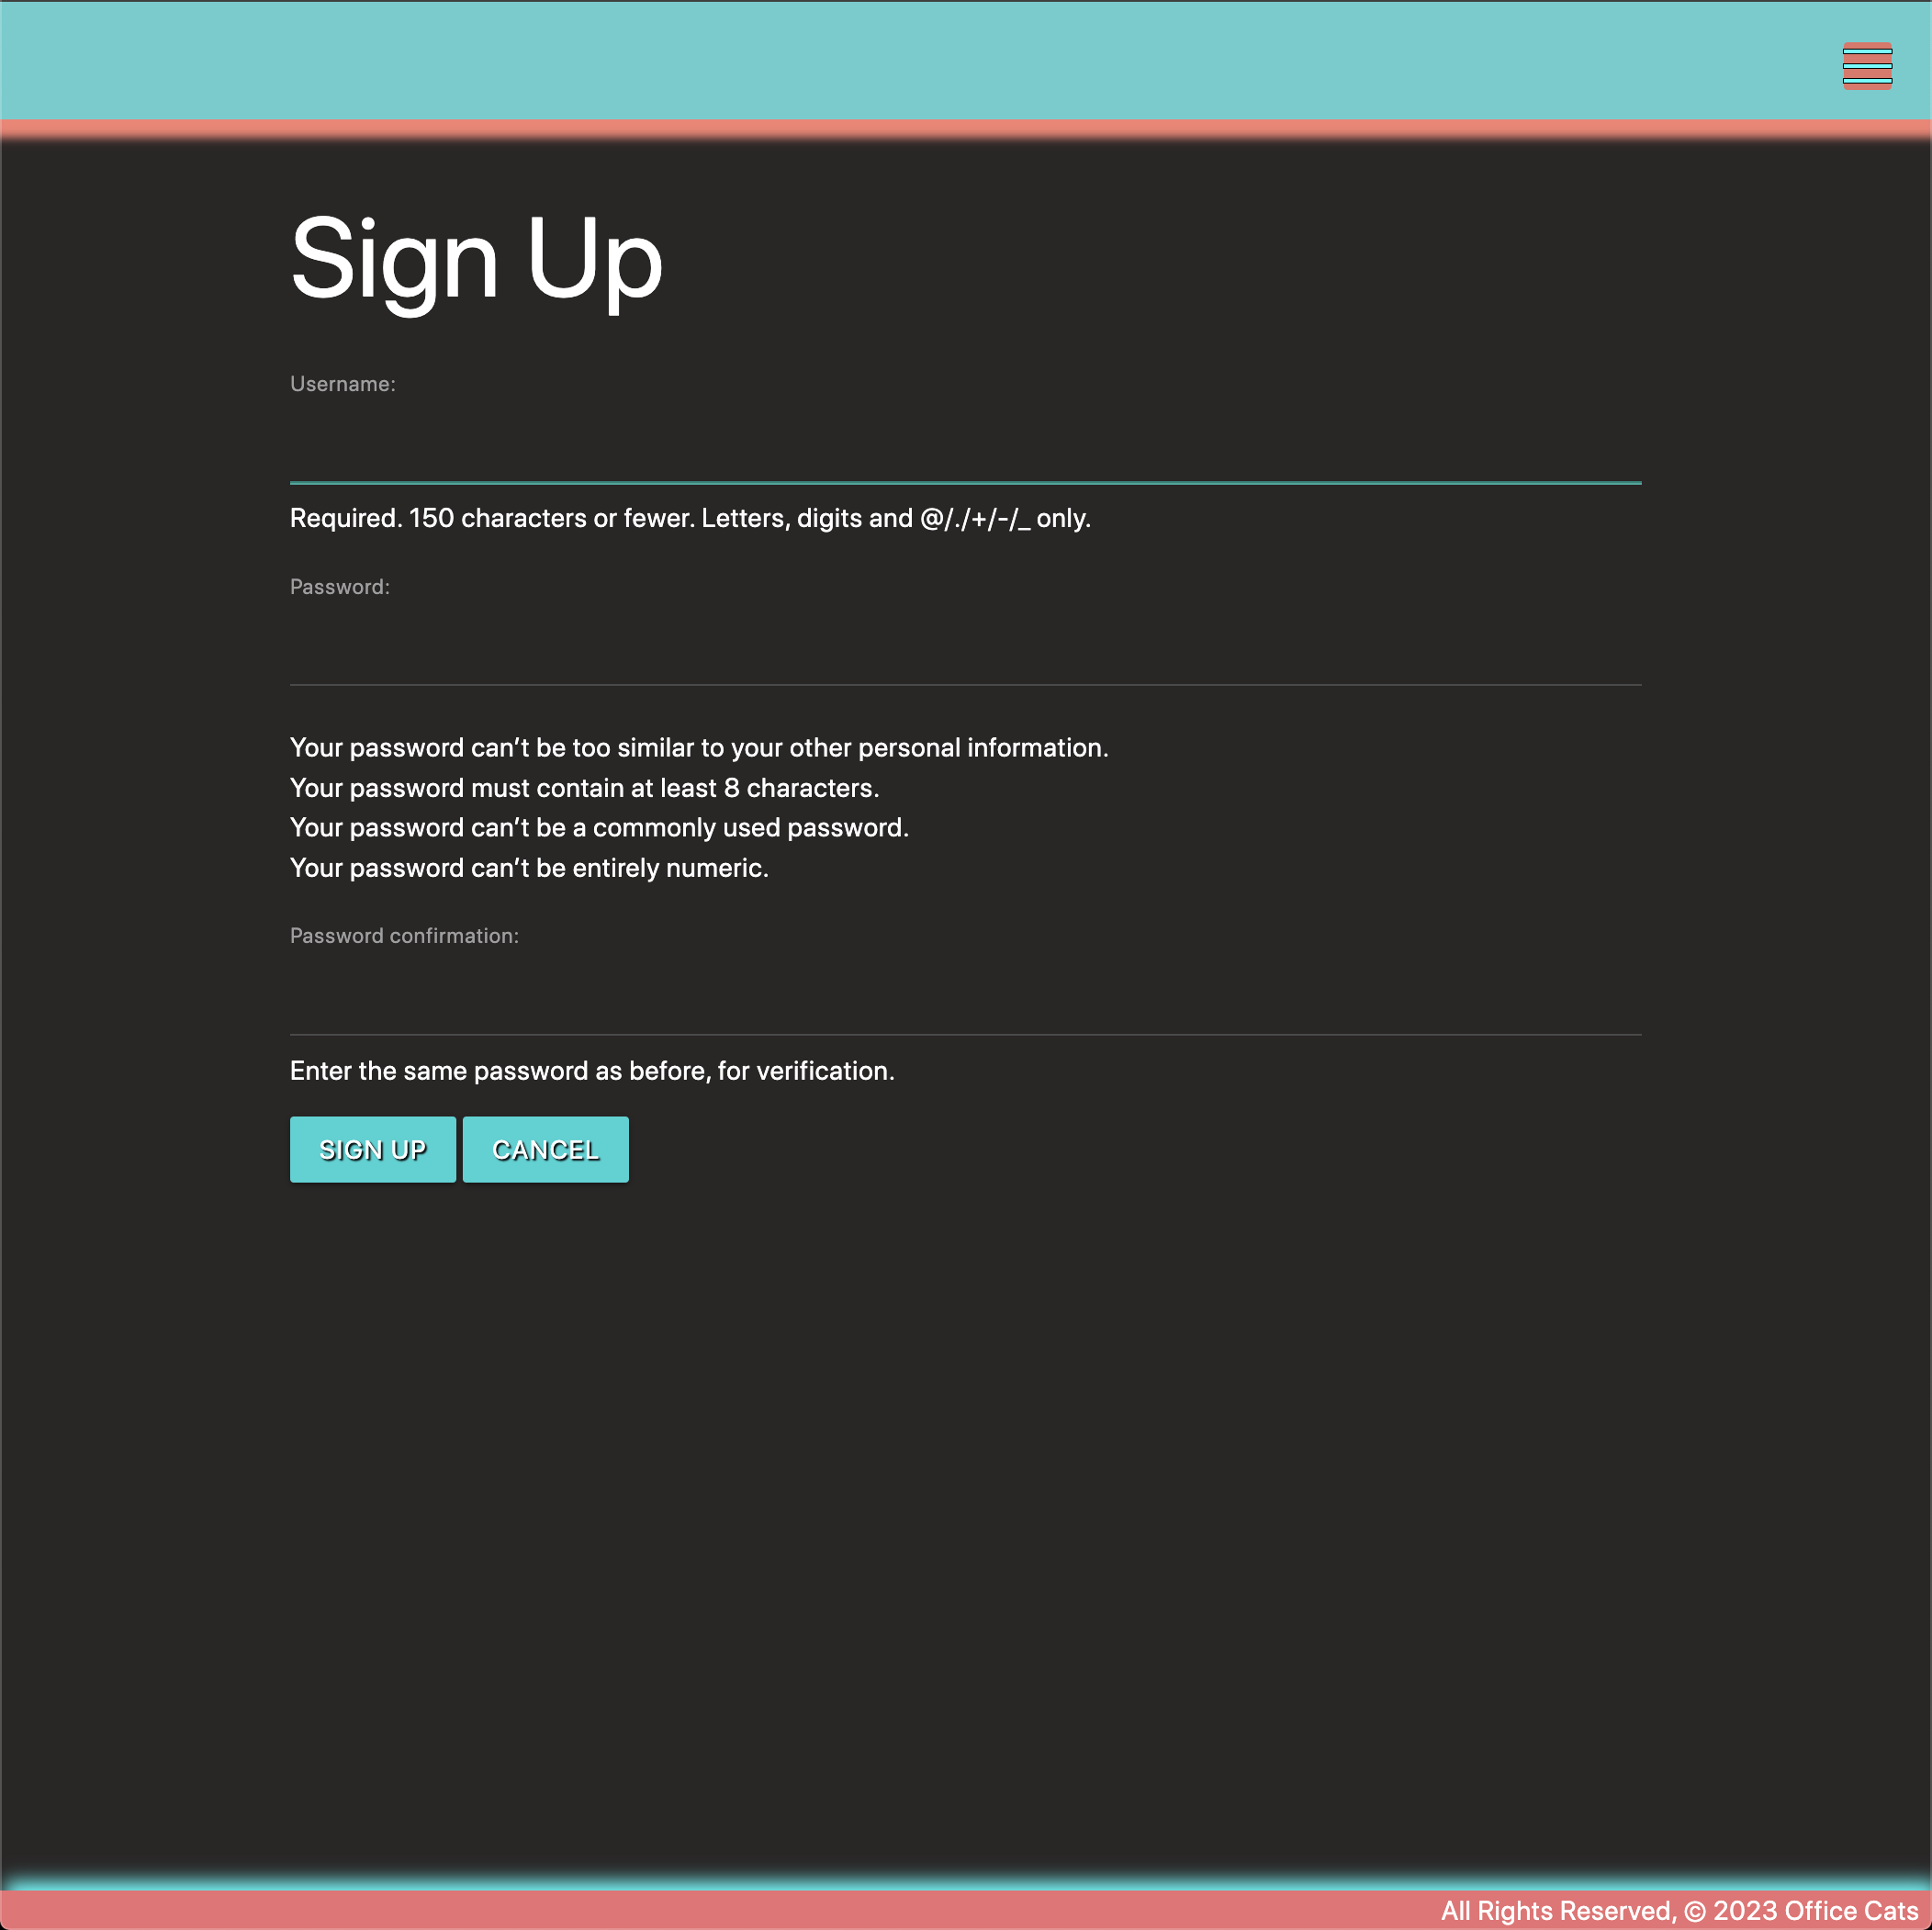 Sign Up
Username:
Required. 150 characters or fewer. Letters, digits and @/./+/-/_ only.
Password:
Your password can’t be too similar to your other personal information.
Your password must contain at least 8 characters.
Your password can’t be a commonly used password.
Your password can’t be entirely numeric.
Password confirmation:
Enter the same password as before, for verification.
SIGN UP CANCEL
All Rights Reserved, © 2023 Office Cats